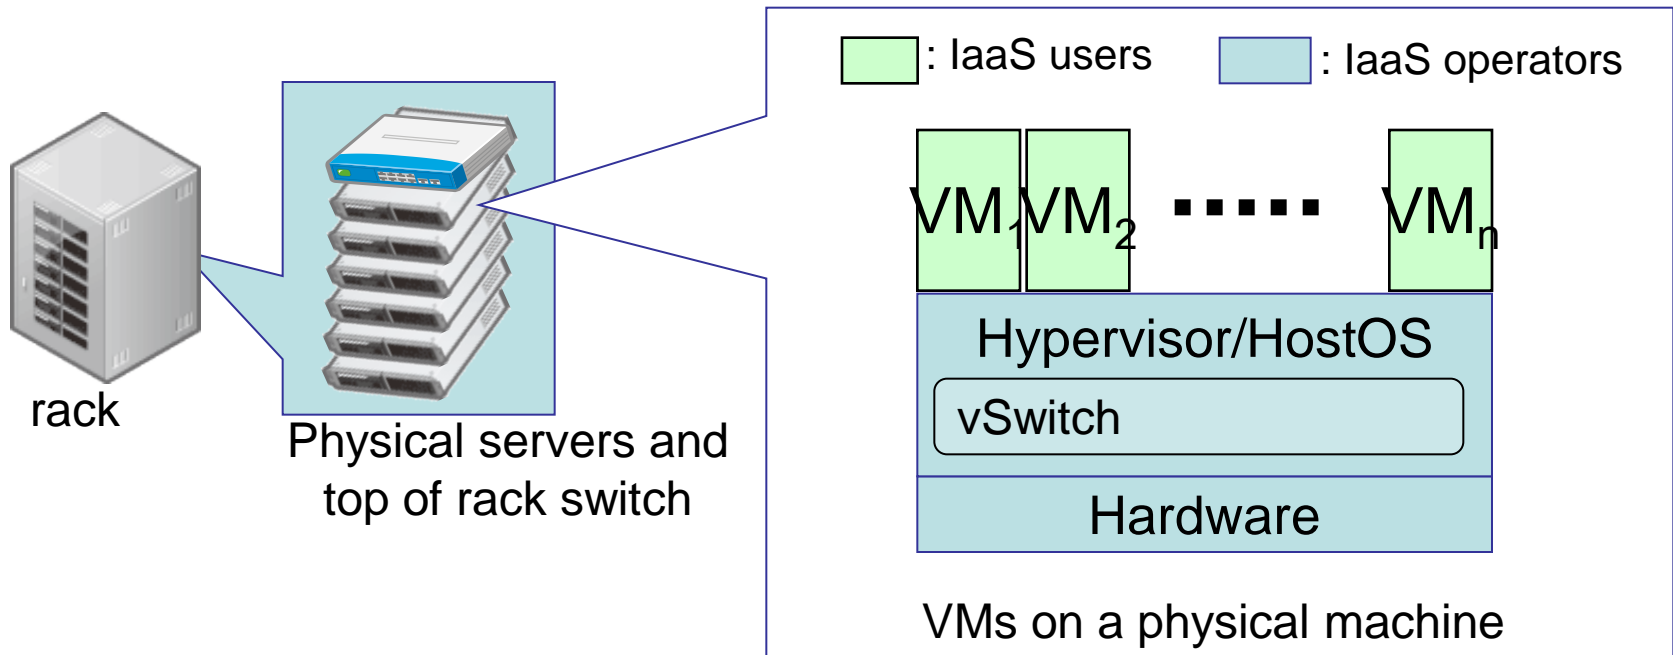 : IaaS users
: IaaS operators
VM1
VM2
VMn
Hypervisor/HostOS
vSwitch
Hardware
rack
Physical servers and
top of rack switch
VMs on a physical machine